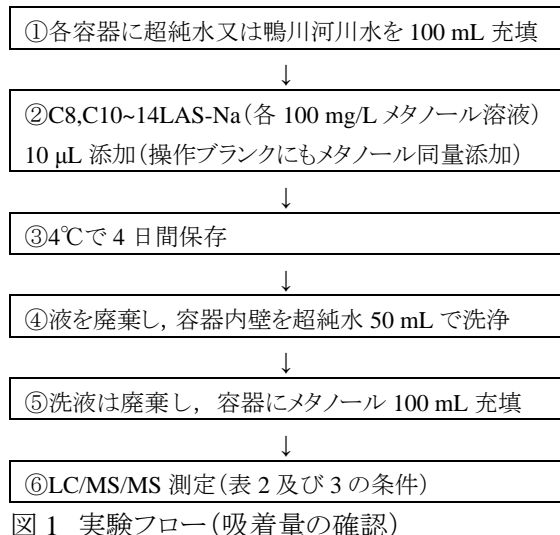 ①各容器に超純水又は鴨川河川水を 100 mL 充填
↓
②C8,C10~14LAS-Na(各 100 mg/L メタノール溶液)
10 μL 添加(操作ブランクにもメタノール同量添加)
↓
③4℃で 4 日間保存
↓
④液を廃棄し, 容器内壁を超純水 50 mL で洗浄
↓
⑤洗液は廃棄し, 容器にメタノール 100 mL 充填
↓
⑥LC/MS/MS 測定(表 2 及び 3 の条件)
図 1 実験フロー(吸着量の確認)